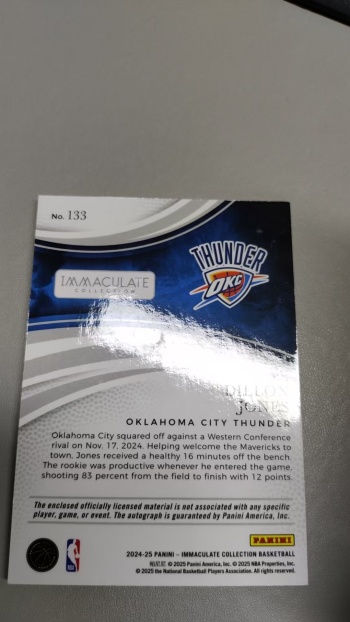 No. 133
THUNDER
OKC
IMMACULATE
COLLECTION
DILLON
JONES
OKLAHOMA CITY THUNDER
Oklahoma City squared off against a Western Conference
rival on Nov. 17, 2024. Helping welcome the Mavericks to
town, Jones received a healthy 16 minutes off the bench.
The rookie was productive whenever he entered the game,
shooting 83 percent from the field to finish with 12 points.
The enclosed officially licensed material is not associated with any specific
player, game, or event. The autograph is guaranteed by Panini America, Inc.
PANINI
2024-25 PANINI – IMMACULATE COLLECTION BASKETBALL
© 2025 Panini America, Inc. © 2025 NBA Properties, Inc.
© 2025 the National Basketball Players Association. All rights reserved.